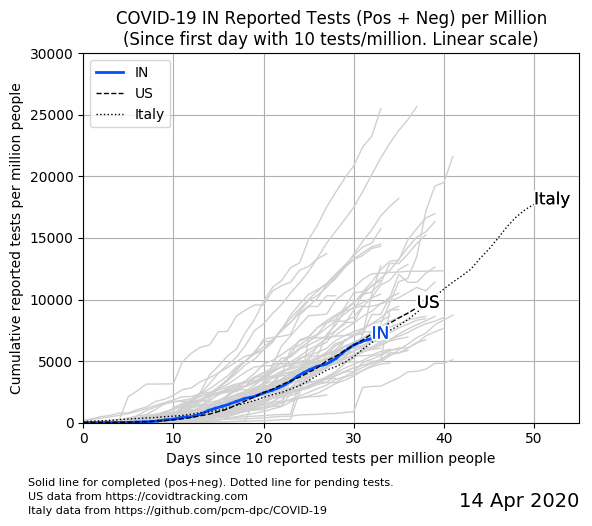 COVID-19 IN Reported Tests (Pos + Neg) per Million
(Since first day with 10 tests/million. Linear scale)
Cumulative reported tests per million people
30000
25000
20000
15000
10000
5000
0
IN
US
Italy
Italy
US
IN
0 10 20 30 40 50
Days since 10 reported tests per million people
Solid line for completed (pos+neg). Dotted line for pending tests.
US data from https://covidtracking.com
Italy data from https://github.com/pcm-dpc/COVID-19
14 Apr 2020